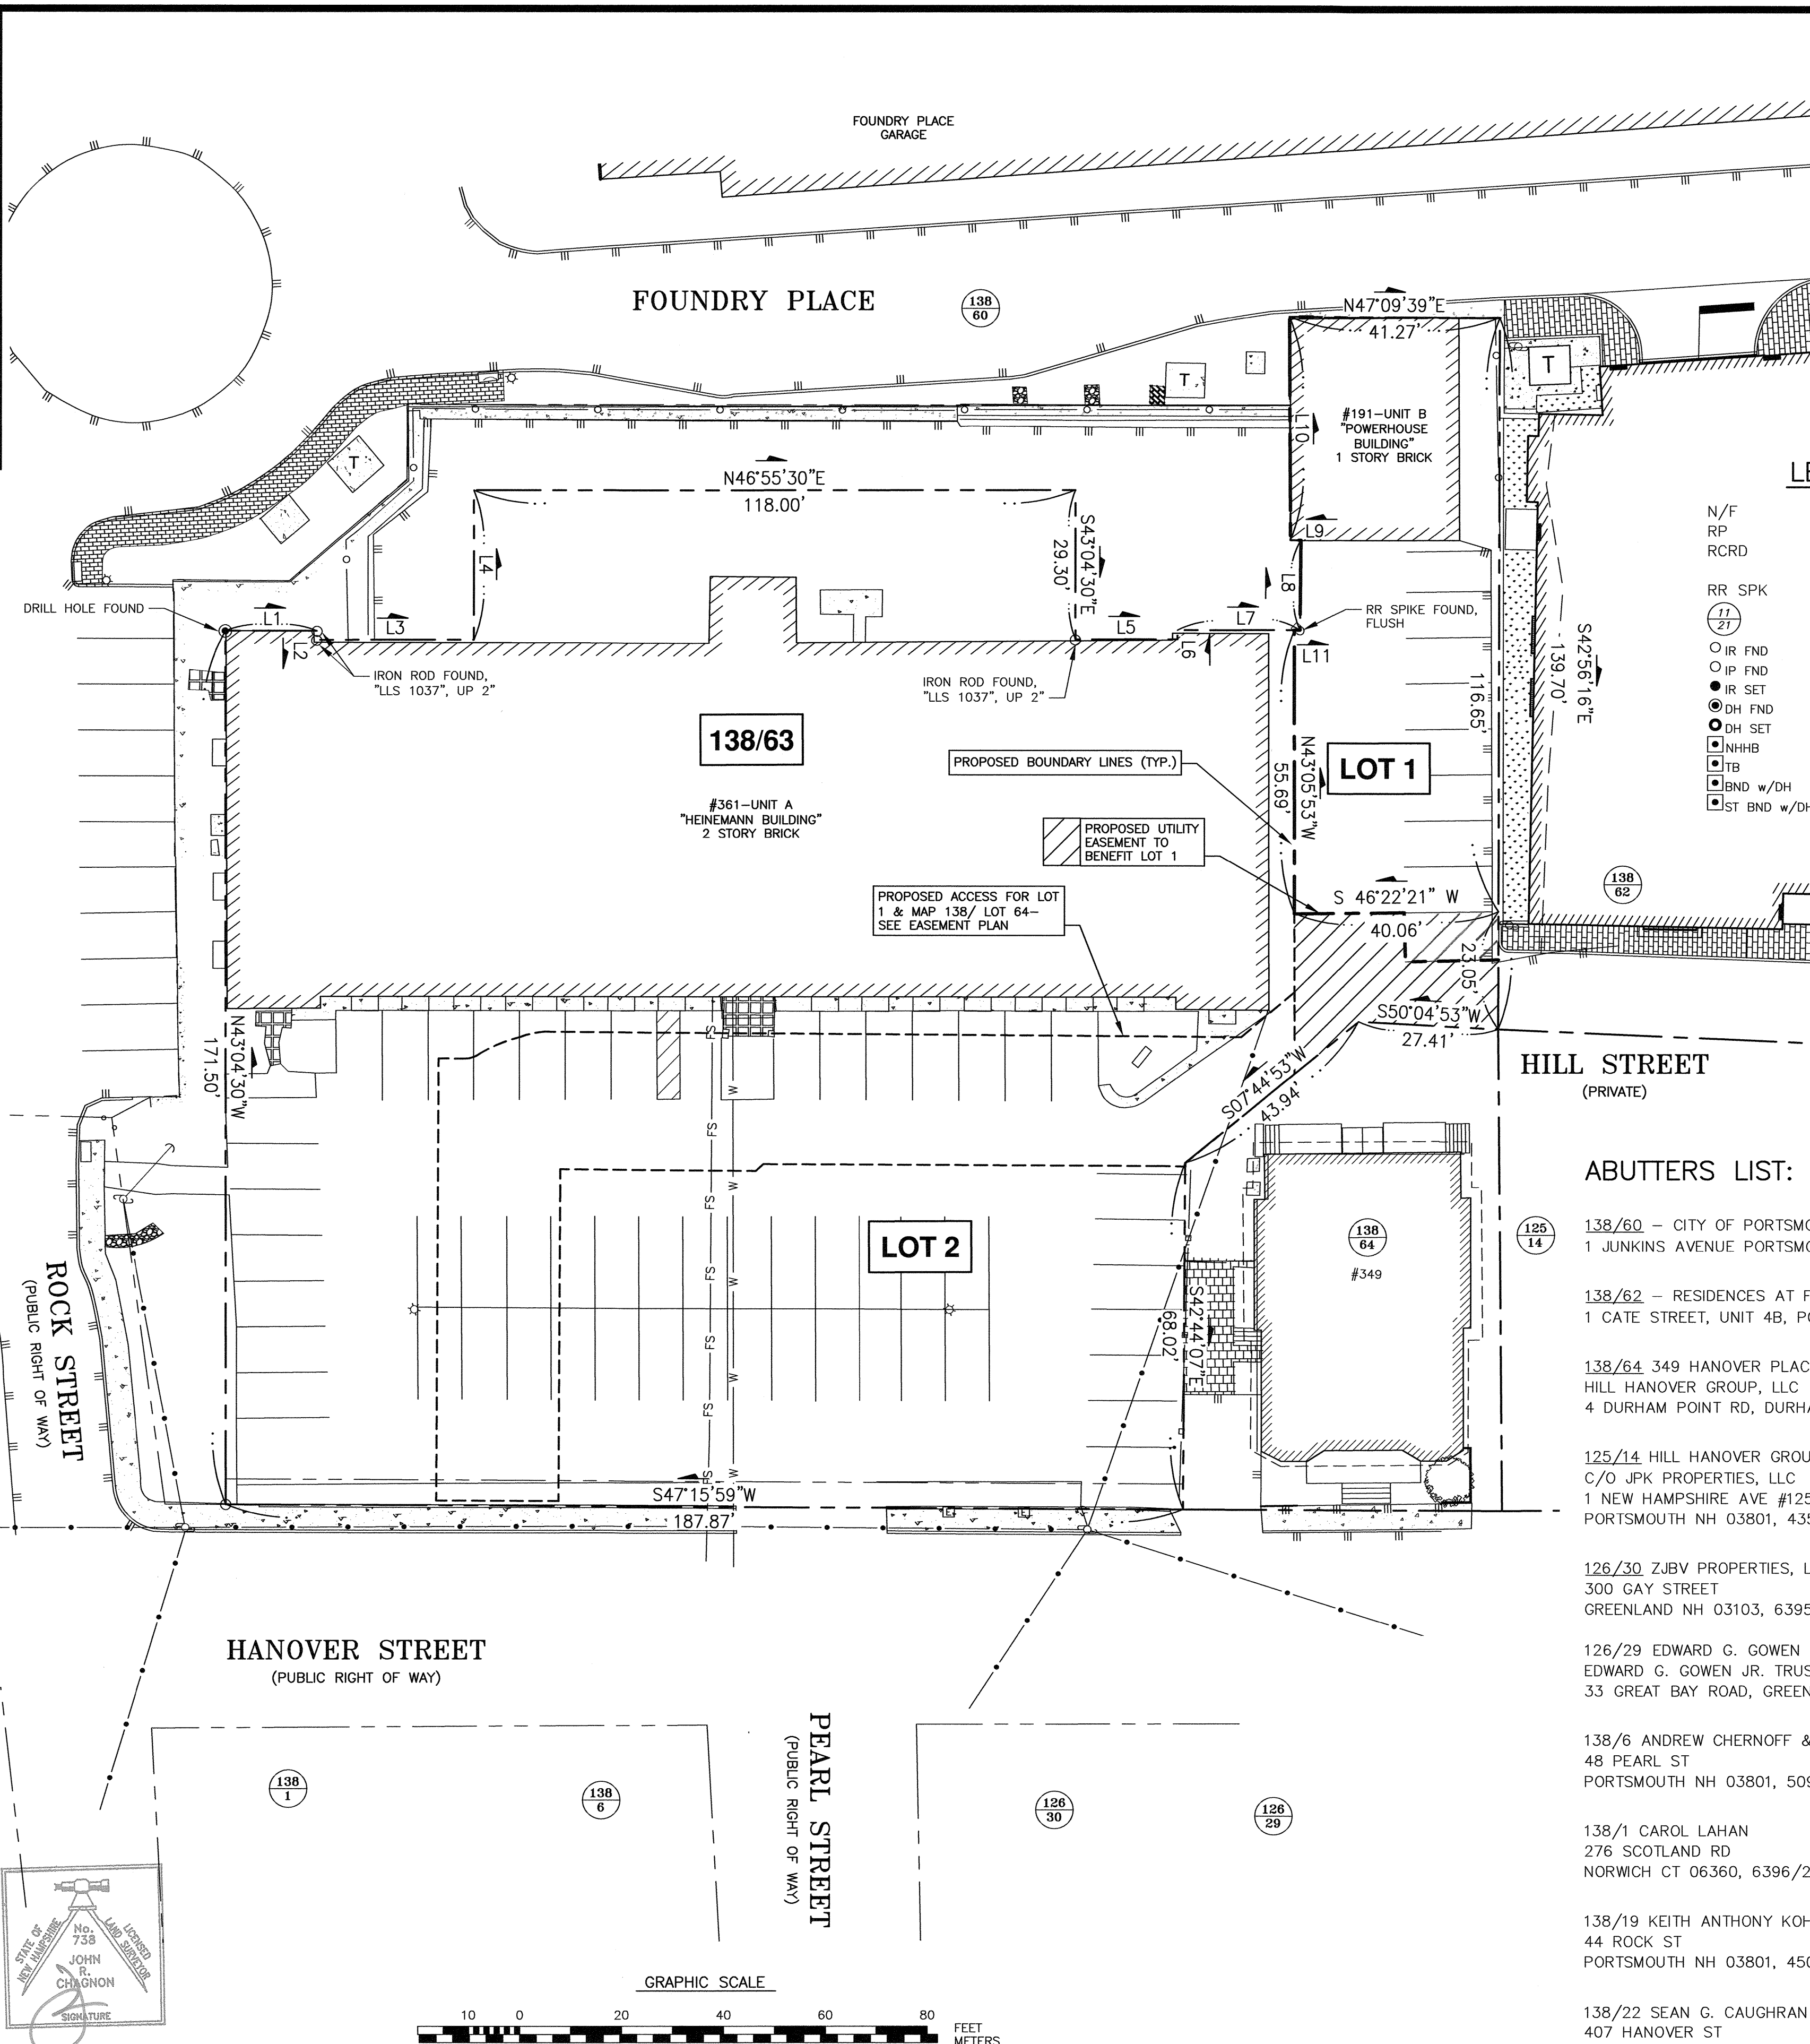 FOUNDRY PLACE
GARAGE
FOUNDRY PLACE
138
60
N47°09'39"E
41.27'
T
T
T
#191-UNIT B
"POWERHOUSE
BUILDING"
1 STORY BRICK
L10
L9
N46°55'30"E
118.00'
S43°04'30"E
29.30'
L4
L8
DRILL HOLE FOUND
L1
L2
L3
L5
L6
L7
L11
RR SPIKE FOUND,
FLUSH
IRON ROD FOUND,
"LLS 1037", UP 2"
IRON ROD FOUND,
"LLS 1037", UP 2"
S42°56'16"E
139.70'
116.65'
N/F
RP
RCRD
RR SPK
11
21
IR FND
IP FND
IR SET
DH FND
DH SET
NHHB
TB
BND w/DH
ST BND w/DH
138/63
#361-UNIT A
"HEINEMANN BUILDING"
2 STORY BRICK
PROPOSED BOUNDARY LINES (TYP.)
N43°05'53"W
55.69'
LOT 1
PROPOSED UTILITY
EASEMENT TO
BENEFIT LOT 1
138
62
PROPOSED ACCESS FOR LOT
1 & MAP 138/ LOT 64-
SEE EASEMENT PLAN
S 46°22'21" W
40.06'
23.05'
S50°04'53"W
27.41'
N43°04'30"W
171.50'
S07°44'53"W
43.94'
HILL STREET
(PRIVATE)
FS
W
FS
W
FS
W
FS
W
FS
W
FS
W
FS
W
LOT 2
138
64
#349
125
14
S42°44'07"E
68.02'
ROCK STREET
(PUBLIC RIGHT OF WAY)
S47°15'59"W
187.87'
E
E
ABUTTERS LIST:
138/60 – CITY OF PORTSMO
1 JUNKINS AVENUE PORTSMO
138/62 – RESIDENCES AT F
1 CATE STREET, UNIT 4B, PO
138/64 349 HANOVER PLAC
HILL HANOVER GROUP, LLC
4 DURHAM POINT RD, DURHA
125/14 HILL HANOVER GROU
C/O JPK PROPERTIES, LLC
1 NEW HAMPSHIRE AVE #125
PORTSMOUTH NH 03801, 435
126/30 ZJBV PROPERTIES, L
300 GAY STREET
GREENLAND NH 03103, 6395
126/29 EDWARD G. GOWEN
EDWARD G. GOWEN JR. TRUS
33 GREAT BAY ROAD, GREEN
138/6 ANDREW CHERNOFF &
48 PEARL ST
PORTSMOUTH NH 03801, 509
138/1 CAROL LAHAN
276 SCOTLAND RD
NORWICH CT 06360, 6396/2
138/19 KEITH ANTHONY KOH
44 ROCK ST
PORTSMOUTH NH 03801, 450
138/22 SEAN G. CAUGHRAN
407 HANOVER ST
HANOVER STREET
(PUBLIC RIGHT OF WAY)
PEARL STREET
(PUBLIC RIGHT OF WAY)
138
1
138
6
126
30
126
29
STATE OF
NEW HAMPSHIRE
LICENSED
LAND SURVEYOR
No.
738
JOHN
R.
CHAGNON
SIGNATURE
GRAPHIC SCALE
10 0 20 40 60 80
FEET
METERS